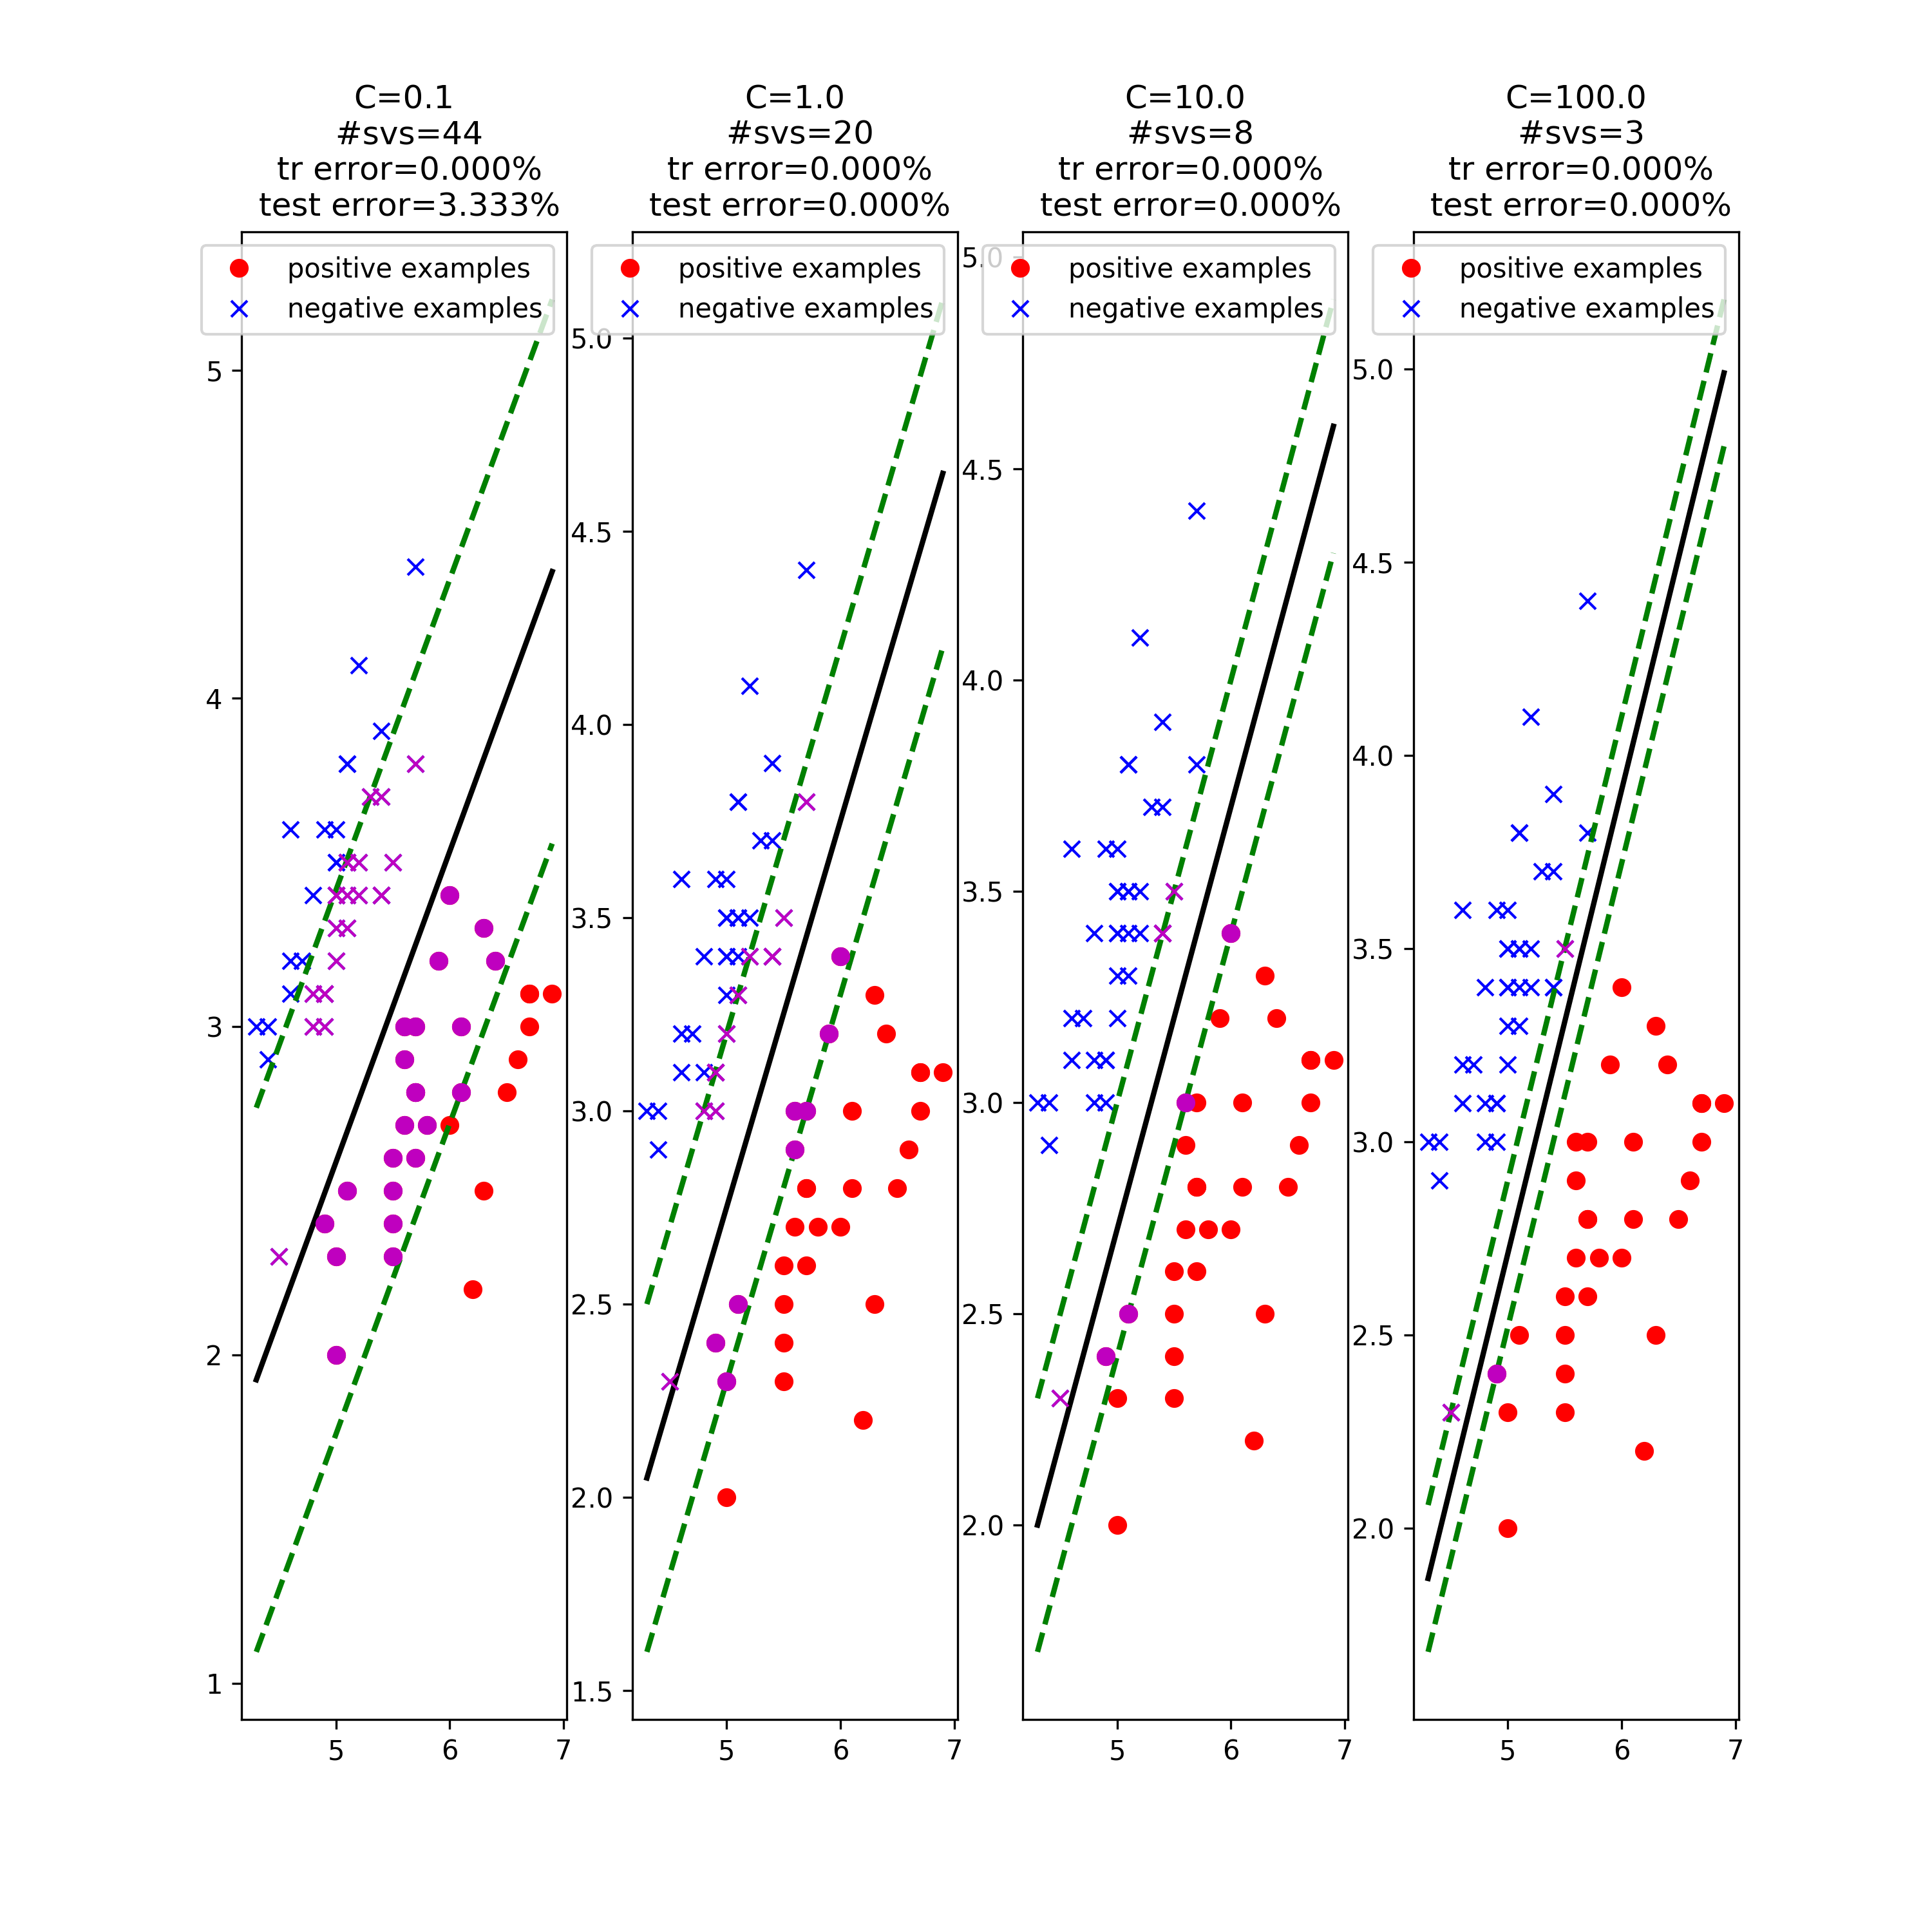 C=0.1
#svs=44
tr error=0.000%
test error=3.333%
positive examples
negative examples
5
4
3
2
1
5
6
7
C=1.0
#svs=20
tr error=0.000%
test error=0.000%
positive examples
negative examples
5.0
4.5
4.0
3.5
3.0
2.5
2.0
1.5
5
6
7
C=10.0
#svs=8
tr error=0.000%
test error=0.000%
positive examples
negative examples
5.0
4.5
4.0
3.5
3.0
2.5
2.0
5
6
7
C=100.0
#svs=3
tr error=0.000%
test error=0.000%
positive examples
negative examples
5.0
4.5
4.0
3.5
3.0
2.5
2.0
5
6
7